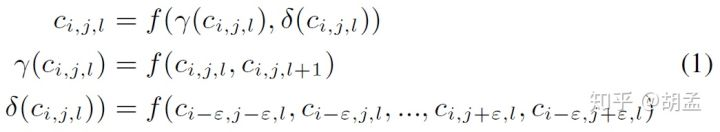 c_{i,j,l} = f(γ(c_{i,j,l}), δ(c_{i,j,l}))
γ(c_{i,j,l}) = f(c_{i,j,l}, c_{i,j,l+1}) (1)
δ(c_{i,j,l})) = f(c_{i−ε,j−ε,l}, c_{i−ε,j,l}, ..., c_{i,j+ε,l}, c_{i−ε,j+ε,l})
知乎 @胡孟